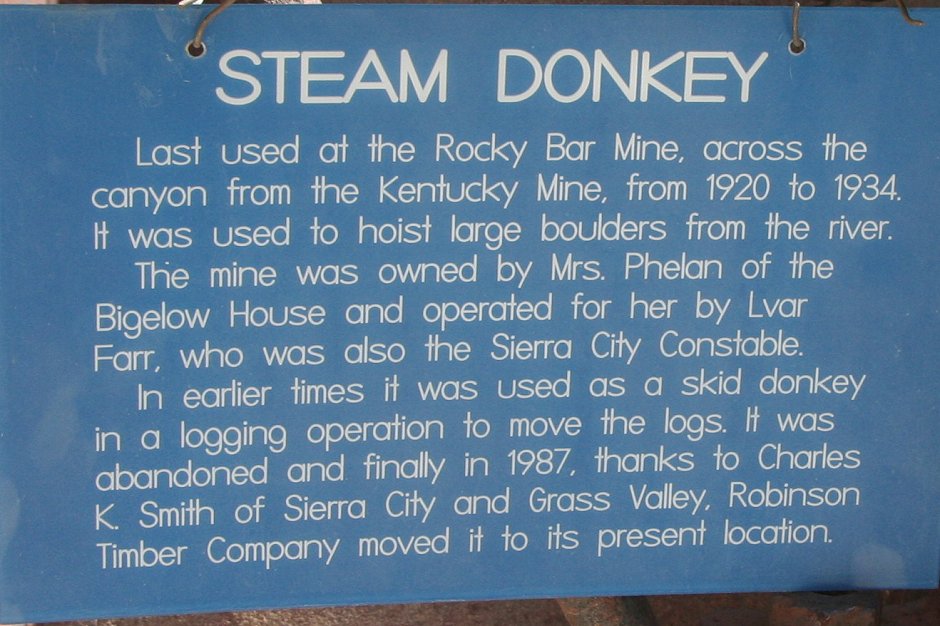 STEAM DONKEY
Last used at the Rocky Bar Mine, across the
canyon from the Kentucky Mine, from 1920 to 1934.
It was used to hoist large boulders from the river.
The mine was owned by Mrs. Phelan of the
Bigelow House and operated for her by Lvar
Farr, who was also the Sierra City Constable.
In earlier times it was used as a skid donkey
in a logging operation to move the logs. It was
abandoned and finally in 1987, thanks to Charles
K. Smith of Sierra City and Grass Valley, Robinson
Timber Company moved it to its present location.